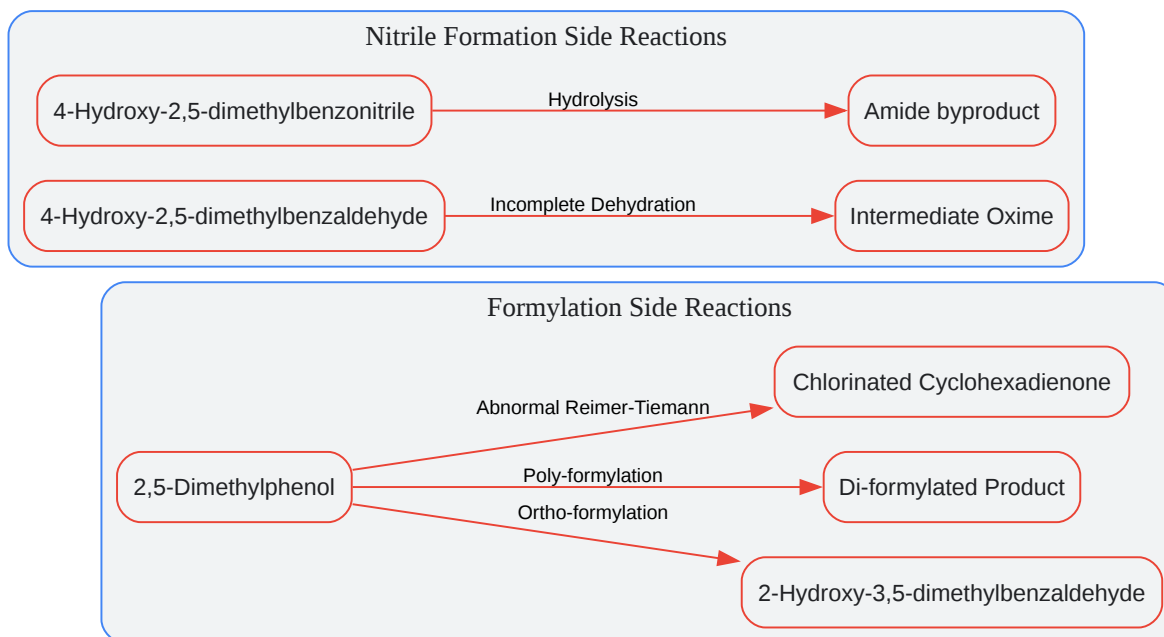 Nitrile Formation Side Reactions
4-Hydroxy-2,5-dimethylbenzonitrile
Hydrolysis
Amide byproduct
4-Hydroxy-2,5-dimethylbenzaldehyde
Incomplete Dehydration
Intermediate Oxime
Formylation Side Reactions
Chlorinated Cyclohexadienone
Abnormal Reimer-Tiemann
2,5-Dimethylphenol
Poly-formylation
Di-formylated Product
Ortho-formylation
2-Hydroxy-3,5-dimethylbenzaldehyde